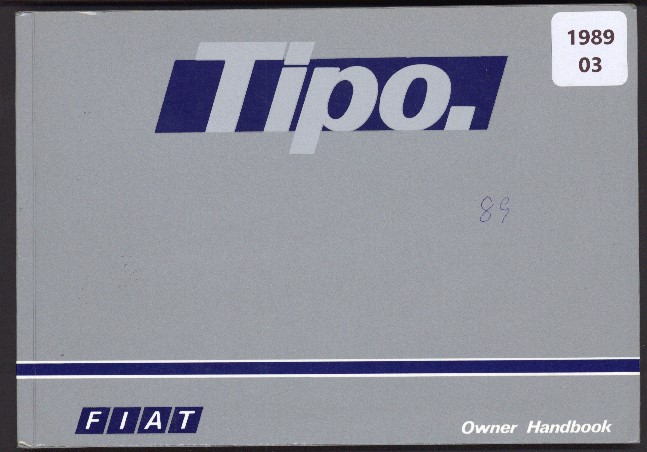 Tipo.
1989
03
89
FIAT
Owner Handbook